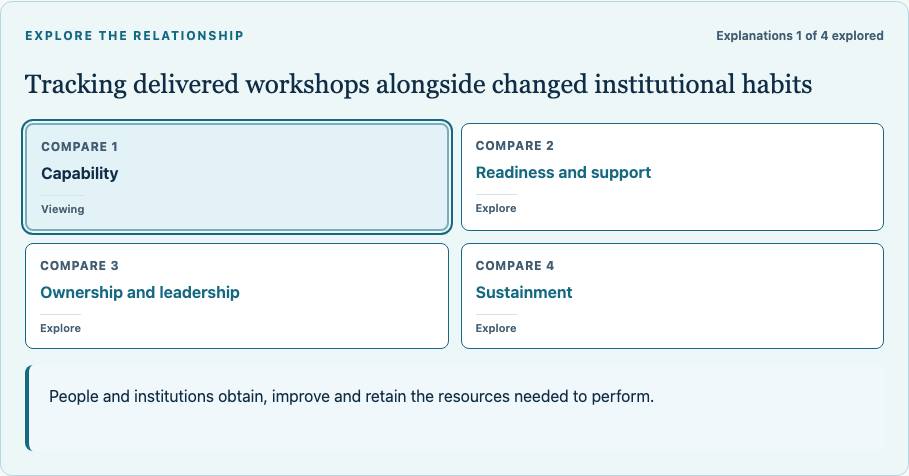 EXPLORE THE RELATIONSHIP
Explanations 1 of 4 explored
Tracking delivered workshops alongside changed institutional habits
COMPARE 1
Capability
Viewing
COMPARE 2
Readiness and support
Explore
COMPARE 3
Ownership and leadership
Explore
COMPARE 4
Sustainment
Explore
People and institutions obtain, improve and retain the resources needed to perform.